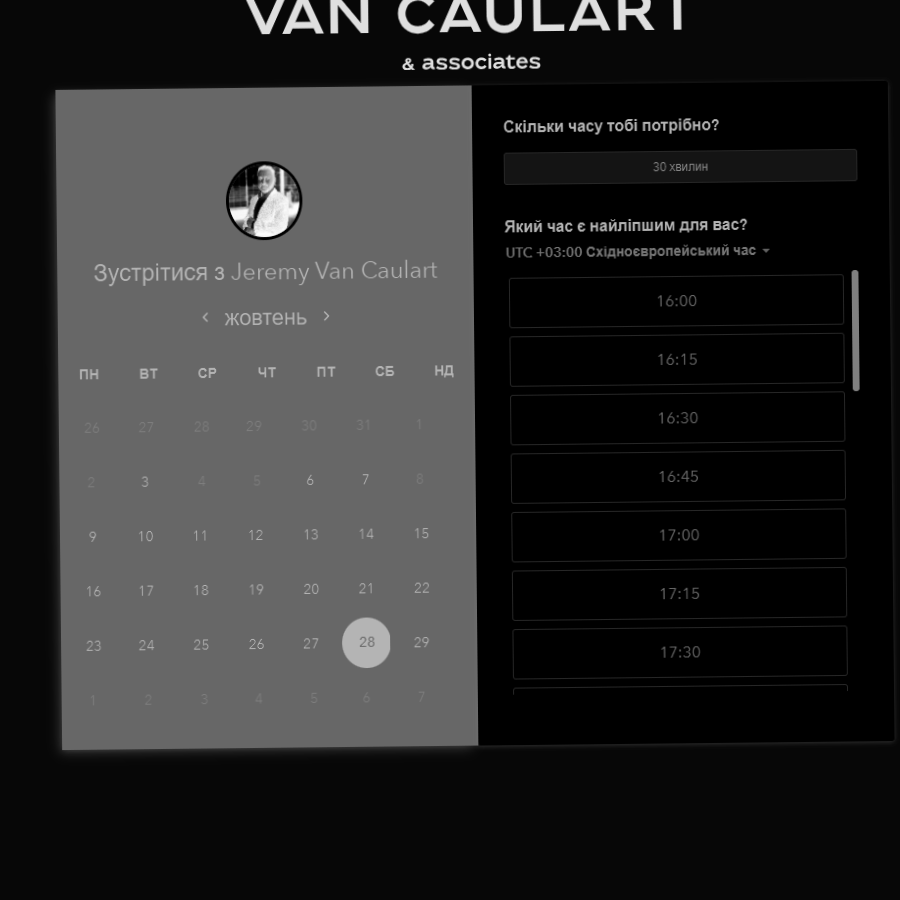 VAN CAULART
& associates
Зустрітися з Jeremy Van Caulart
жовтень
ПН ВТ СР ЧТ ПТ СБ НД
26 27 28 29 30 31 1
2 3 4 5 6 7 8
9 10 11 12 13 14 15
16 17 18 19 20 21 22
23 24 25 26 27 28 29
1 2 3 4 5 6 7
Скільки часу тобі потрібно?
30 хвилин
Який час є найліпшим для вас?
UTC +03:00 Східноєвропейський час
16:00
16:15
16:30
16:45
17:00
17:15
17:30